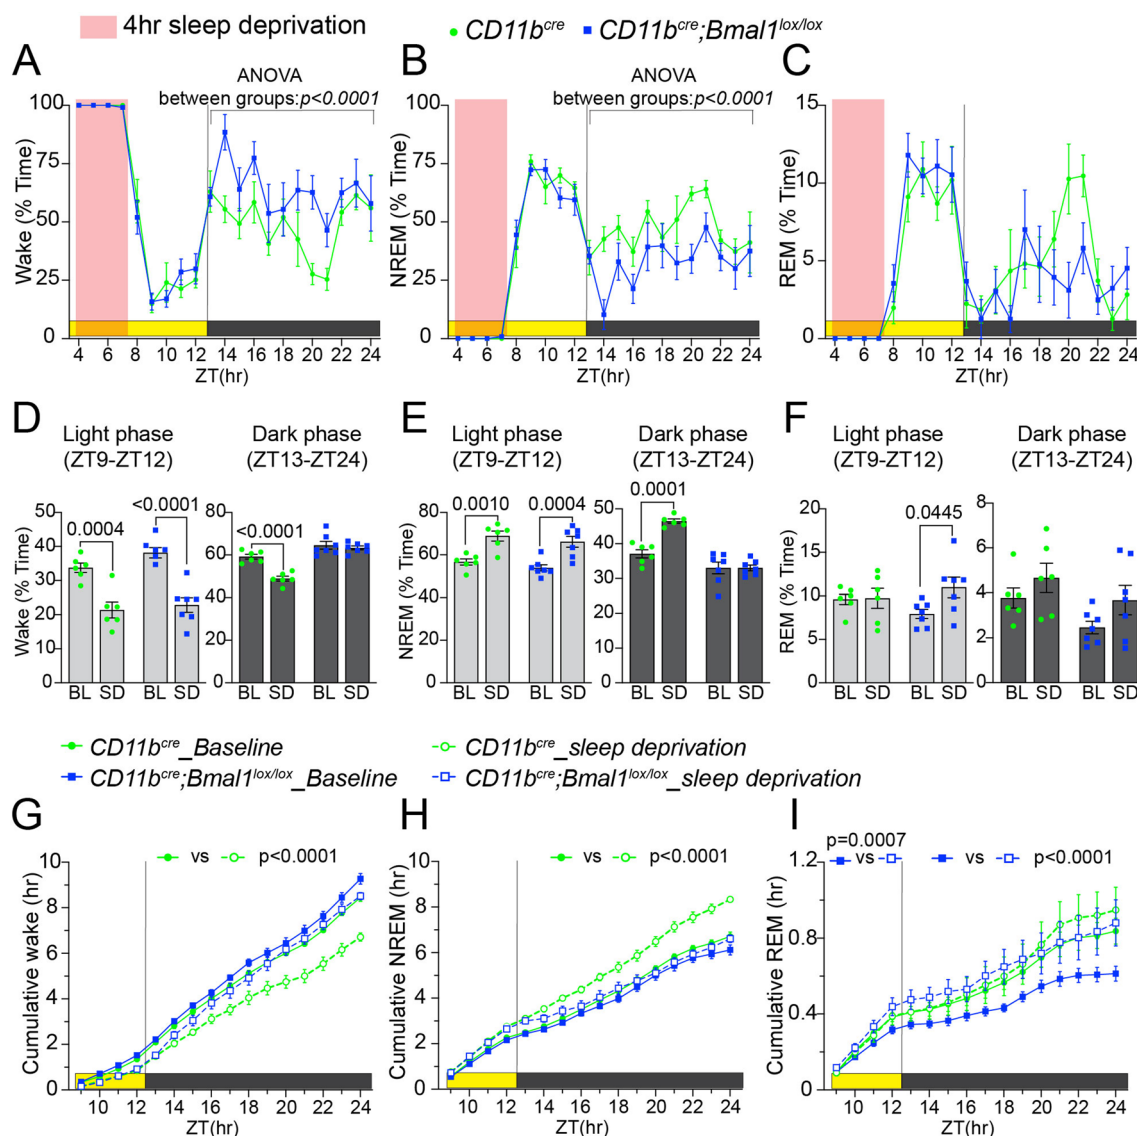 4hr sleep deprivation CD11b^cre CD11b^cre;Bmal1^lox/lox
A B C
ANOVA
between groups:p<0.0001
ANOVA
between groups:p<0.0001
Wake (% Time)
100
75
50
25
0
4 6 8 10 12 14 16 18 20 22 24
ZT(hr)
NREM (% Time)
100
75
50
25
0
4 6 8 10 12 14 16 18 20 22 24
ZT(hr)
REM (% Time)
15
10
5
0
4 6 8 10 12 14 16 18 20 22 24
ZT(hr)
D
Light phase
(ZT9-ZT12)
Dark phase
(ZT13-ZT24)
Wake (% Time)
50
40
30
20
10
0
0.0004
<0.0001
BL SD BL SD
80
60
40
20
0
<0.0001
BL SD BL SD
E
Light phase
(ZT9-ZT12)
Dark phase
(ZT13-ZT24)
NREM (% Time)
80
60
40
20
0
0.0010
0.0004
BL SD BL SD
50
40
30
20
10
0
0.0001
BL SD BL SD
F
Light phase
(ZT9-ZT12)
Dark phase
(ZT13-ZT24)
REM (% Time)
20
15
10
5
0
0.0445
BL SD BL SD
8
6
4
2
0
BL SD BL SD
CD11b^cre_Baseline CD11b^cre_sleep deprivation
CD11b^cre;Bmal1^lox/lox_Baseline CD11b^cre;Bmal1^lox/lox_sleep deprivation
G
vs p<0.0001
Cumulative wake (hr)
10
8
6
4
2
0
10 12 14 16 18 20 22 24
ZT(hr)
H
vs p<0.0001
Cumulative NREM (hr)
10
8
6
4
2
0
10 12 14 16 18 20 22 24
ZT(hr)
I
p=0.0007
vs vs p<0.0001
Cumulative REM (hr)
1.2
0.8
0.4
0
10 12 14 16 18 20 22 24
ZT(hr)